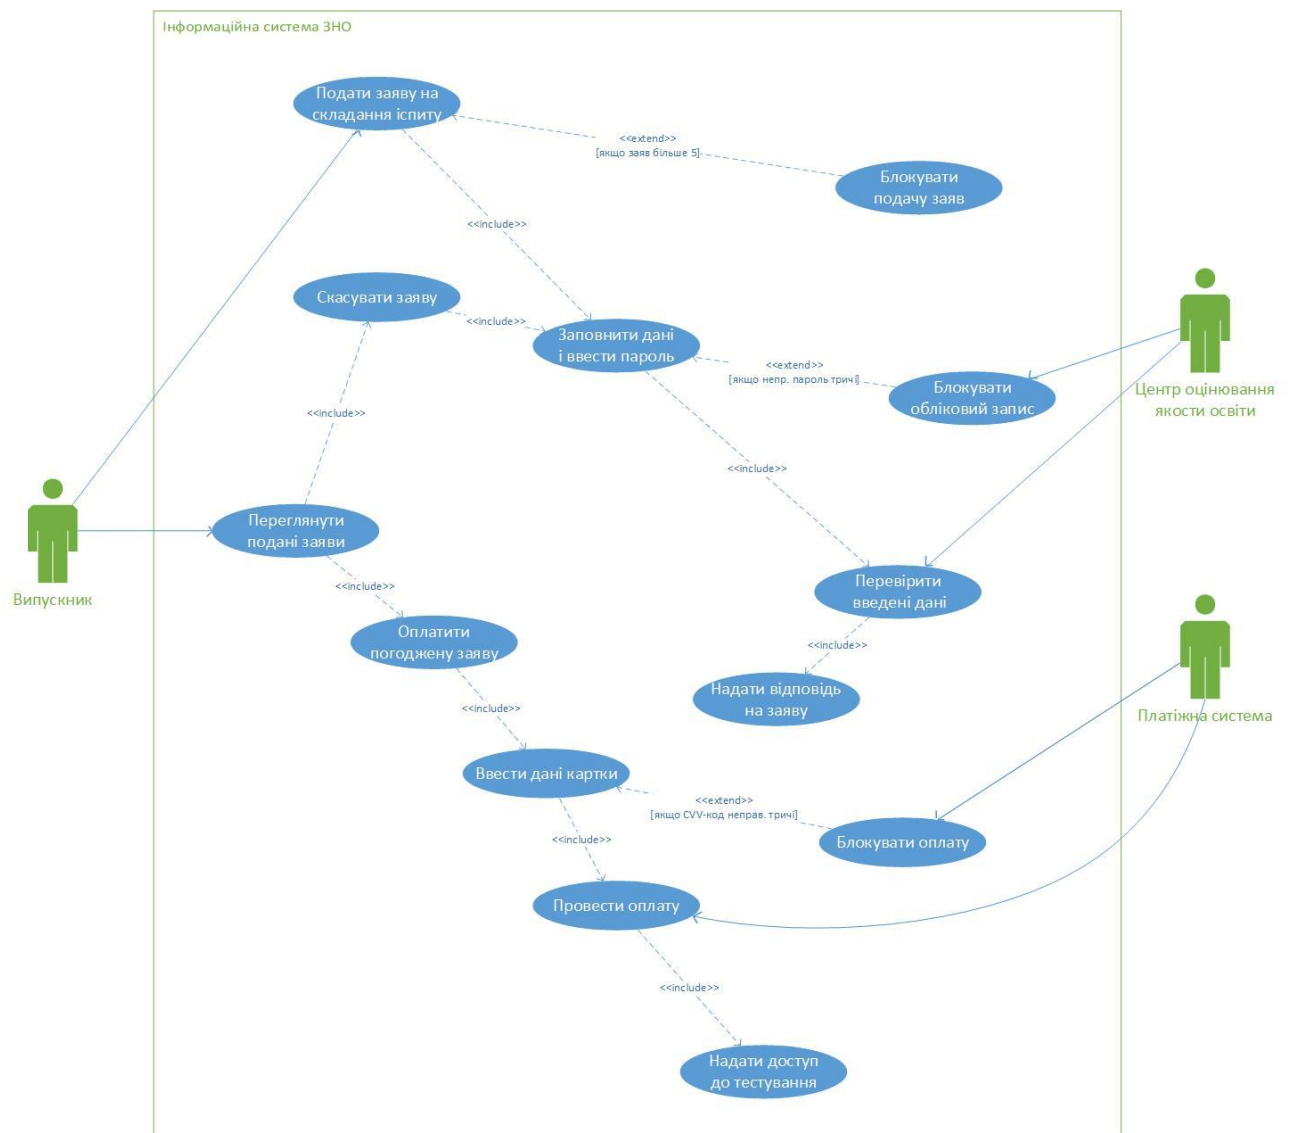 Інформаційна система ЗНО
Подати заяву на
складання іспиту
<<extend>>
[якщо заяв більше 5]
Блокувати
подачу заяв
<<include>>
Скасувати заяву
<<include>>
Заповнити дані
і ввести пароль
<<extend>>
[якщо непр. пароль тричі]
Блокувати
обліковий запис
Центр оцінювання
якости освіти
<<include>>
<<include>>
Переглянути
подані заяви
Випускник
<<include>>
Перевірити
введені дані
Оплатити
погоджену заяву
<<include>>
Надати відповідь
на заяву
<<include>>
Платіжна система
Ввести дані картки
<<extend>>
[якщо CVV-код неправ. тричі]
<<include>>
Блокувати оплату
Провести оплату
<<include>>
Надати доступ
до тестування